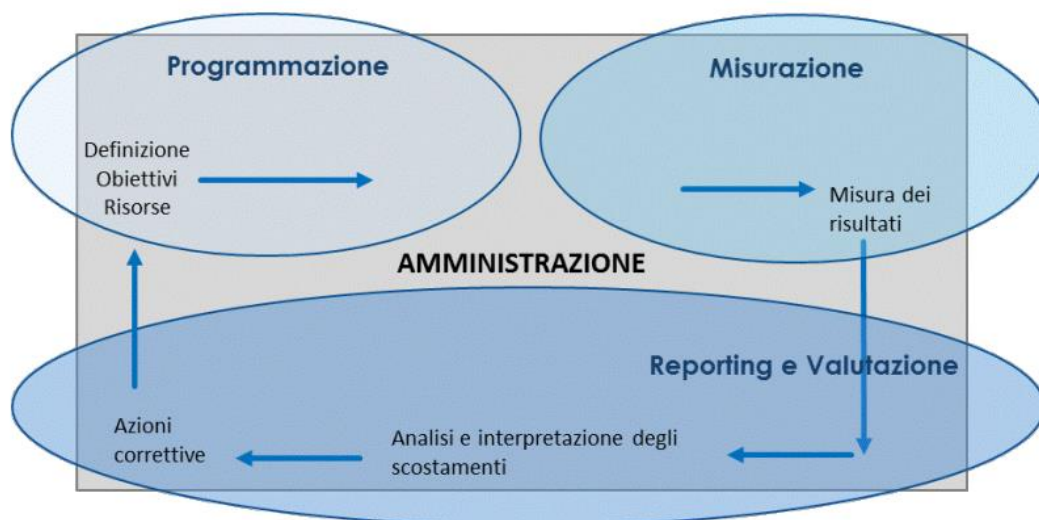 Programmazione
Misurazione
Definizione
Obiettivi
Risorse
Misura dei
risultati
AMMINISTRAZIONE
Reporting e Valutazione
Azioni
correttive
Analisi e interpretazione degli
scostamenti